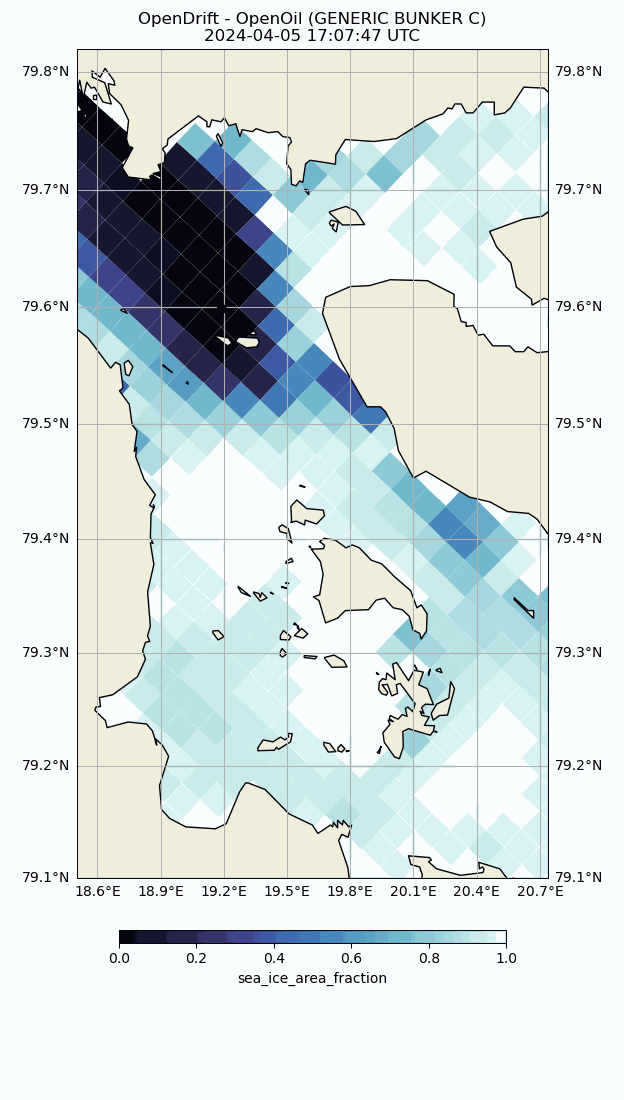 OpenDrift - OpenOil (GENERIC BUNKER C)
2024-04-05 17:07:47 UTC
79.8°N 79.8°N
79.7°N 79.7°N
79.6°N 79.6°N
79.5°N 79.5°N
79.4°N 79.4°N
79.3°N 79.3°N
79.2°N 79.2°N
79.1°N 79.1°N
18.6°E 18.9°E 19.2°E 19.5°E 19.8°E 20.1°E 20.4°E 20.7°E
0.0 0.2 0.4 0.6 0.8 1.0
sea_ice_area_fraction